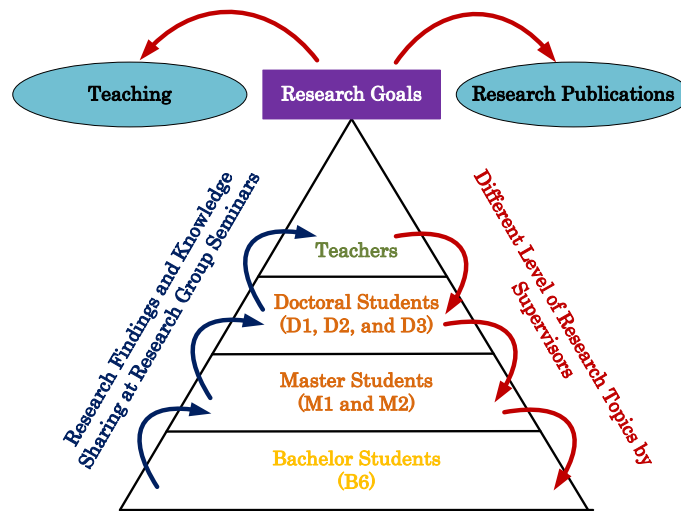 Teaching
Research Goals
Research Publications
Research Findings and Knowledge
Sharing at Research Group Seminars
Different Level of Research Topics by
Supervisors
Teachers
Doctoral Students
(D1, D2, and D3)
Master Students
(M1 and M2)
Bachelor Students
(B6)